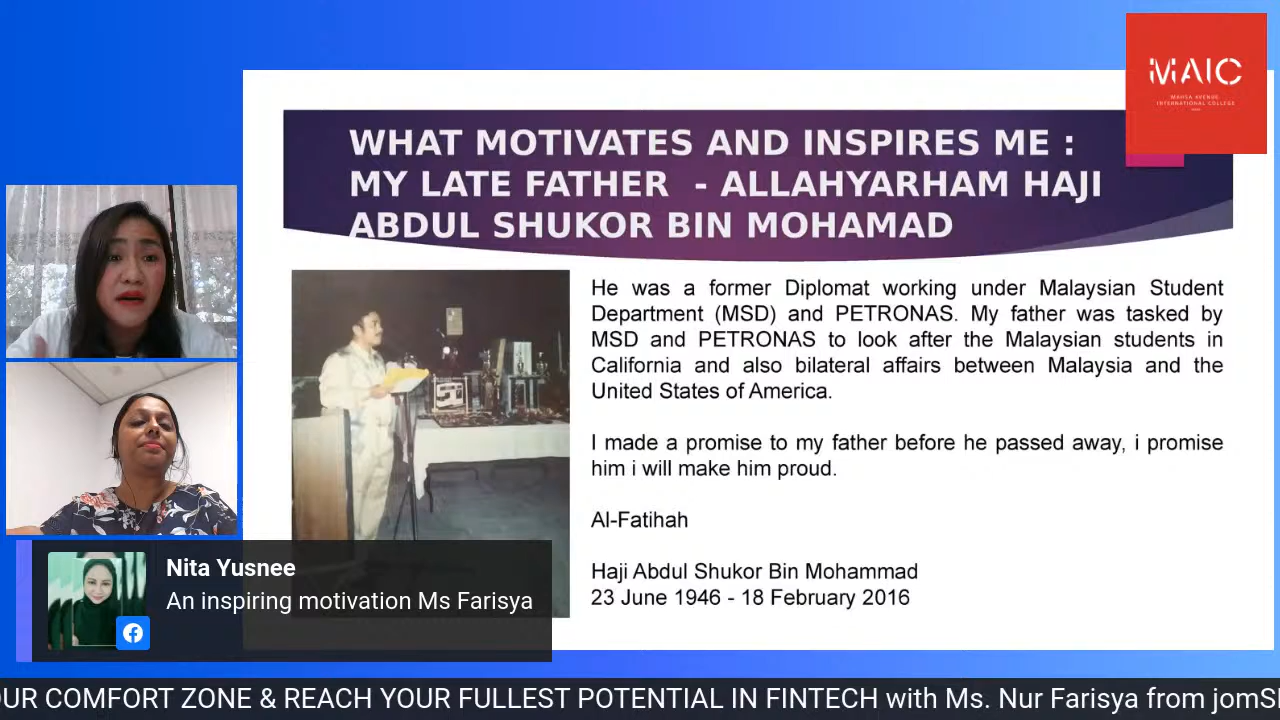 MAIC
MAHSA AVENUE
INTERNATIONAL COLLEGE
WHAT MOTIVATES AND INSPIRES ME :
MY LATE FATHER - ALLAHYARHAM HAJI
ABDUL SHUKOR BIN MOHAMAD
He was a former Diplomat working under Malaysian Student
Department (MSD) and PETRONAS. My father was tasked by
MSD and PETRONAS to look after the Malaysian students in
California and also bilateral affairs between Malaysia and the
United States of America.
I made a promise to my father before he passed away, i promise
him i will make him proud.
Al-Fatihah
Haji Abdul Shukor Bin Mohammad
23 June 1946 - 18 February 2016
Nita Yusnee
An inspiring motivation Ms Farisya
OUR COMFORT ZONE & REACH YOUR FULLEST POTENTIAL IN FINTECH with Ms. Nur Farisya from